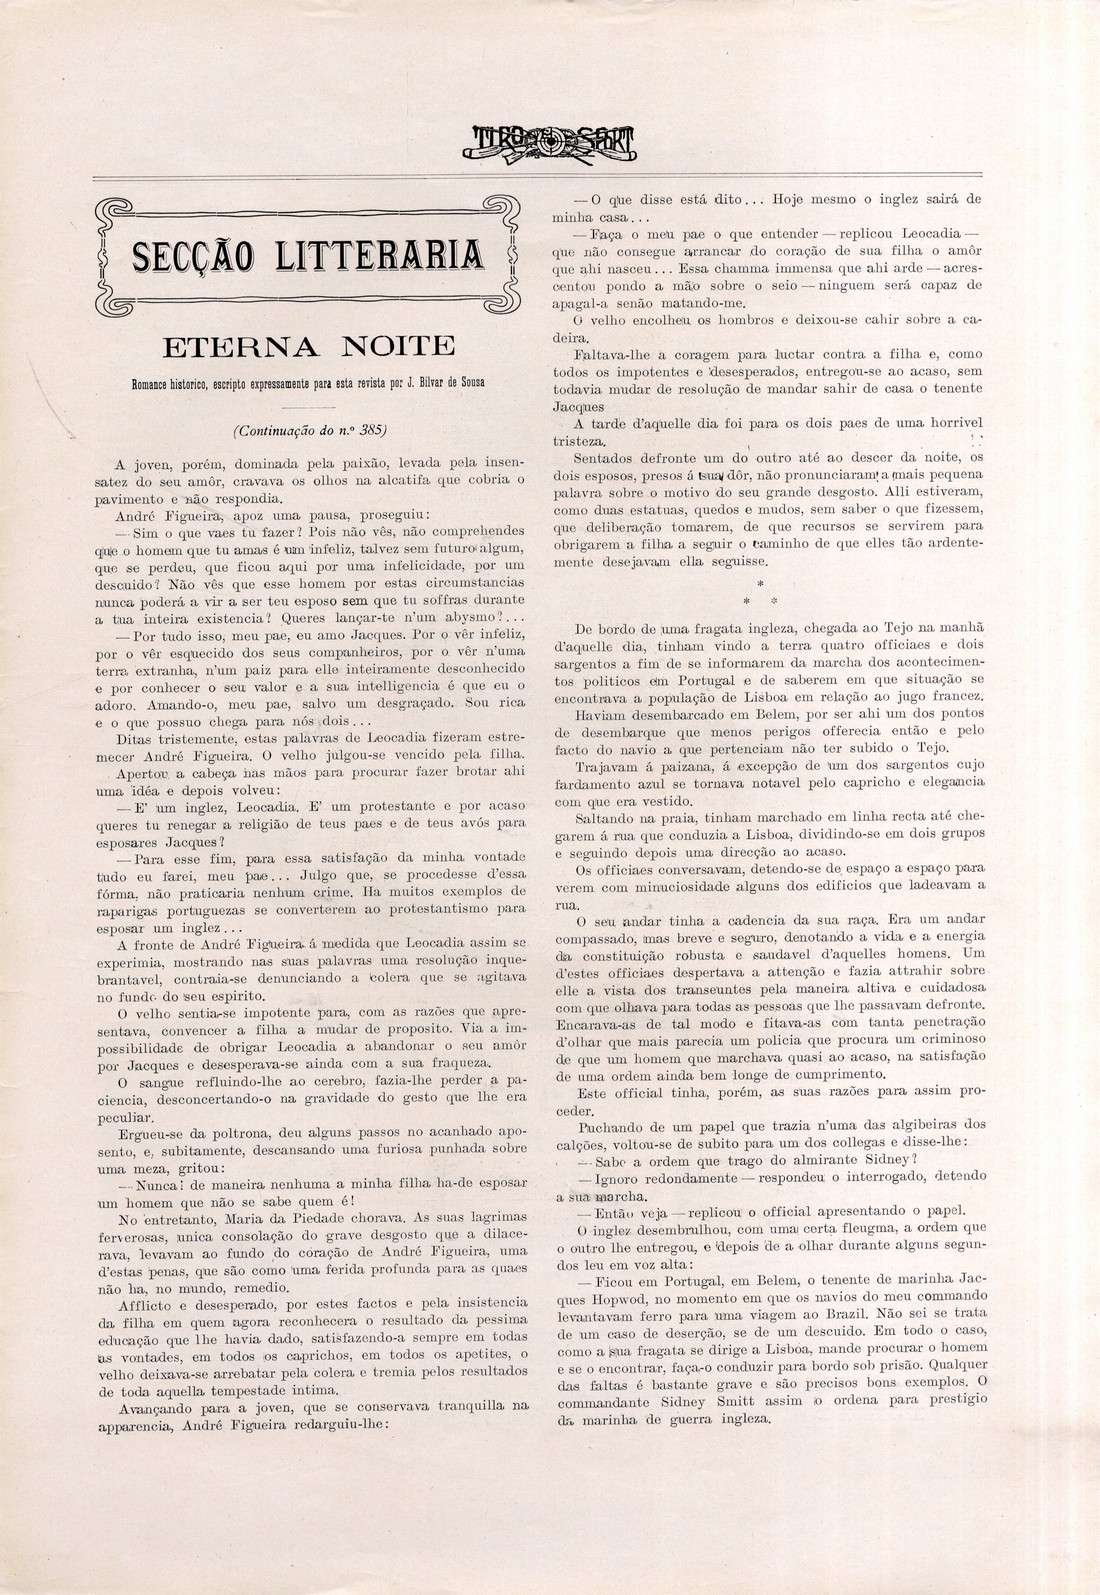 TIRO E SPORT
SECÇÃO LITTERARIA
ETERNA NOITE
Romance historico, escripto expressamente para esta revista por J. Bilvar de Sousa
(Continuação do n.º 385)
A joven, porém, dominada pela paixão, levada pela insen-
satez do seu amôr, cravava os olhos na alcatifa que cobria o
pavimento e não respondia.
André Figueira, apoz uma pausa, proseguiu:
— Sim o que vaes tu fazer? Pois não vês, não comprehendes
que o homem que tu amas é um infeliz, talvez sem futuro algum,
que se perdeu, que ficou aqui por uma infelicidade, por um
descuido? Não vês que esse homem por estas circumstancias
nunca poderá a vir a ser teu esposo sem que tu soffras durante
a tua inteira existencia? Queres lançar-te n'um abysmo?...
— Por tudo isso, meu pae, eu amo Jacques. Por o vêr infeliz,
por o vêr esquecido dos seus companheiros, por o vêr n'uma
terra extranha, n'um paiz para elle inteiramente desconhecido
e por conhecer o seu valor e a sua intelligencia é que eu o
adoro. Amando-o, meu pae, salvo um desgraçado. Sou rica
e o que possuo chega para nós dois...
Ditas tristemente, estas palavras de Leocadia fizeram estre-
mecer André Figueira. O velho julgou-se vencido pela filha.
Apertou a cabeça nas mãos para procurar fazer brotar ahi
uma idéa e depois volveu:
— E' um inglez, Leocadia. E' um protestante e por acaso
queres tu renegar a religião de teus paes e de teus avós para
esposares Jacques?
— Para esse fim, para essa satisfação da minha vontade
tudo eu farei, meu pae... Julgo que, se procedesse d'essa
fórma, não praticaria nenhum crime. Ha muitos exemplos de
raparigas portuguezas se converterem ao protestantismo para
esposar um inglez...
A fronte de André Figueira á medida que Leocadia assim se
experimia, mostrando nas suas palavras uma resolução inque-
brantavel, contraia-se denunciando a colera que se agitava
no fundo do seu espirito.
O velho sentia-se impotente para, com as razões que apre-
sentava, convencer a filha a mudar de proposito. Via a im-
possibilidade de obrigar Leocadia a abandonar o seu amôr
por Jacques e desesperava-se ainda com a sua fraqueza.
O sangue refluindo-lhe ao cerebro, fazia-lhe perder a pa-
ciencia, desconcertando-o na gravidade do gesto que lhe era
peculiar.
Ergueu-se da poltrona, deu alguns passos no acanhado apo-
sento, e, subitamente, descansando uma furiosa punhada sobre
uma meza, gritou:
— Nunca! de maneira nenhuma a minha filha ha-de esposar
um homem que não se sabe quem é!
No entretanto, Maria da Piedade chorava. As suas lagrimas
ferverosas, unica consolação do grave desgosto que a dilace-
rava, levavam ao fundo do coração de André Figueira, uma
d'estas penas, que são como uma ferida profunda para as quaes
não ha, no mundo, remedio.
Afflicto e desesperado, por estes factos e pela insistencia
da filha em quem agora reconhecera o resultado da pessima
educação que lhe havia dado, satisfazendo-a sempre em todas
as vontades, em todos os caprichos, em todos os apetites, o
velho deixava-se arrebatar pela colera e tremia pelos resultados
de toda aquella tempestade intima.
Avançando para a joven, que se conservava tranquilla na
apparencia, André Figueira redarguiu-lhe:
— O que disse está dito... Hoje mesmo o inglez sairá de
minha casa...
— Faça o meu pae o que entender — replicou Leocadia —
que não consegue arrancar do coração de sua filha o amôr
que ahi nasceu... Essa chamma immensa que ahi arde — acres-
centou pondo a mão sobre o seio — ninguem será capaz de
apagal-a senão matando-me.
O velho encolheu os hombros e deixou-se cahir sobre a ca-
deira.
Faltava-lhe a coragem para luctar contra a filha e, como
todos os impotentes e desesperados, entregou-se ao acaso, sem
todavia mudar de resolução de mandar sahir de casa o tenente
Jacques
A tarde d'aquelle dia foi para os dois paes de uma horrivel
tristeza.
Sentados defronte um do outro até ao descer da noite, os
dois esposos, presos á sua dôr, não pronunciaram a mais pequena
palavra sobre o motivo do seu grande desgosto. Alli estiveram,
como duas estatuas, quedos e mudos, sem saber o que fizessem,
que deliberação tomarem, de que recursos se servirem para
obrigarem a filha a seguir o caminho de que elles tão ardente-
mente desejavam ella seguisse.
*
* *
De bordo de uma fragata ingleza, chegada ao Tejo na manhã
d'aquelle dia, tinham vindo a terra quatro officiaes e dois
sargentos a fim de se informarem da marcha dos acontecimen-
tos politicos em Portugal e de saberem em que situação se
encontrava a população de Lisboa em relação ao jugo francez.
Haviam desembarcado em Belem, por ser ahi um dos pontos
de desembarque que menos perigos offerecia então e pelo
facto do navio a que pertenciam não ter subido o Tejo.
Trajavam á paizana, á excepção de um dos sargentos cujo
fardamento azul se tornava notavel pelo capricho e elegancia
com que era vestido.
Saltando na praia, tinham marchado em linha recta até che-
garem á rua que conduzia a Lisboa, dividindo-se em dois grupos
e seguindo depois uma direcção ao acaso.
Os officiaes conversavam, detendo-se de espaço a espaço para
verem com minuciosidade alguns dos edificios que ladeavam a
rua.
O seu andar tinha a cadencia da sua raça. Era um andar
compassado, mas breve e seguro, denotando a vida e a energia
da constituição robusta e saudavel d'aquelles homens. Um
d'estes officiaes despertava a attenção e fazia attrahir sobre
elle a vista dos transeuntes pela maneira altiva e cuidadosa
com que olhava para todas as pessoas que lhe passavam defronte.
Encarava-as de tal modo e fitava-as com tanta penetração
d'olhar que mais parecia um policia que procura um criminoso
de que um homem que marchava quasi ao acaso, na satisfação
de uma ordem ainda bem longe de cumprimento.
Este official tinha, porém, as suas razões para assim pro-
ceder.
Puchando de um papel que trazia n'uma das algibeiras dos
calções, voltou-se de subito para um dos collegas e disse-lhe:
— Sabe a ordem que trago do almirante Sidney?
— Ignoro redondamente — respondeu o interrogado, detendo
a sua marcha.
— Então veja — replicou o official apresentando o papel.
O inglez desembrulhou, com uma certa fleugma, a ordem que
o outro lhe entregou, e depois de a olhar durante alguns segun-
dos leu em voz alta:
— Ficou em Portugal, em Belem, o tenente de marinha Jac-
ques Hopwod, no momento em que os navios do meu commando
levantavam ferro para uma viagem ao Brazil. Não sei se trata
de um caso de deserção, se de um descuido. Em todo o caso,
como a sua fragata se dirige a Lisboa, mande procurar o homem
e se o encontrar, faça-o conduzir para bordo sob prisão. Qualquer
das faltas é bastante grave e são precisos bons exemplos. O
commandante Sidney Smitt assim o ordena para prestigio
da marinha de guerra ingleza.